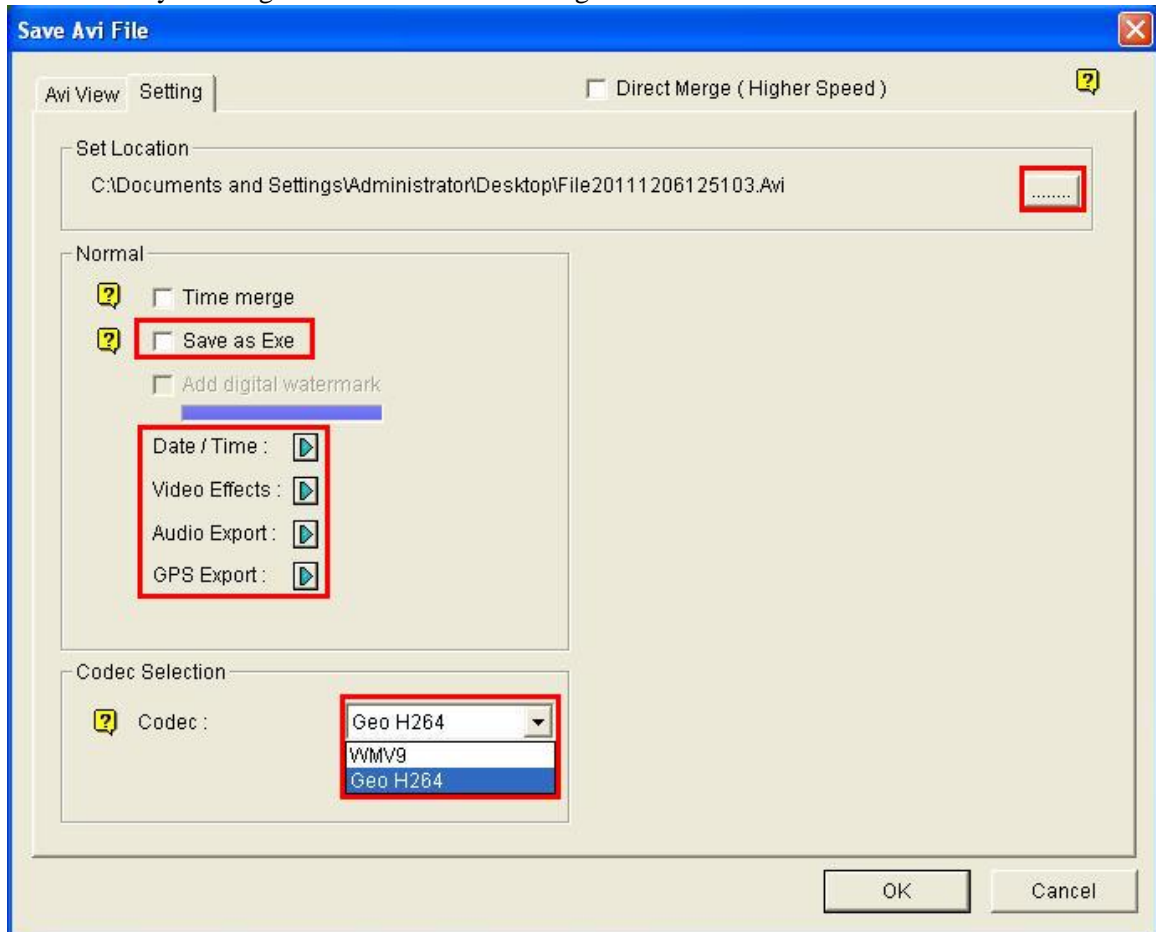 Save Avi File
Avi View Setting Direct Merge ( Higher Speed )
Set Location
C:\Documents and Settings\Administrator\Desktop\File20111206125103.Avi
........
Normal
Time merge
Save as Exe
Add digital watermark
Date / Time :
Video Effects :
Audio Export :
GPS Export :
Codec Selection
Codec : Geo H264
WMV9
Geo H264
OK Cancel